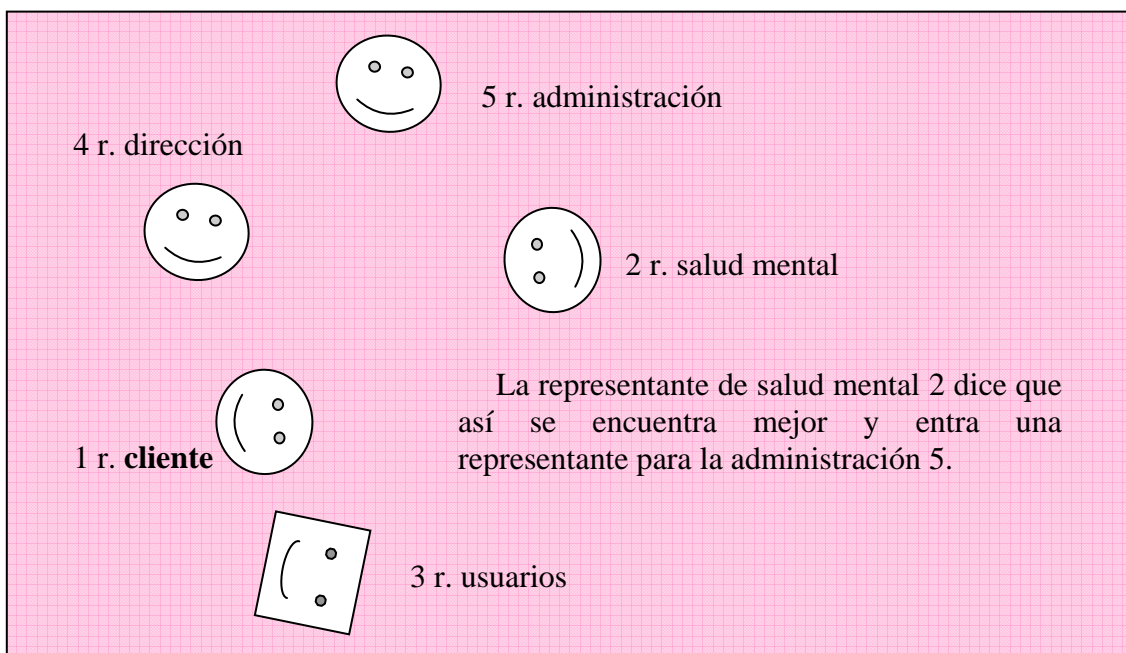 5 r. administración
4 r. dirección
2 r. salud mental
La representante de salud mental 2 dice que
así se encuentra mejor y entra una
representante para la administración 5.
1 r. cliente
3 r. usuarios